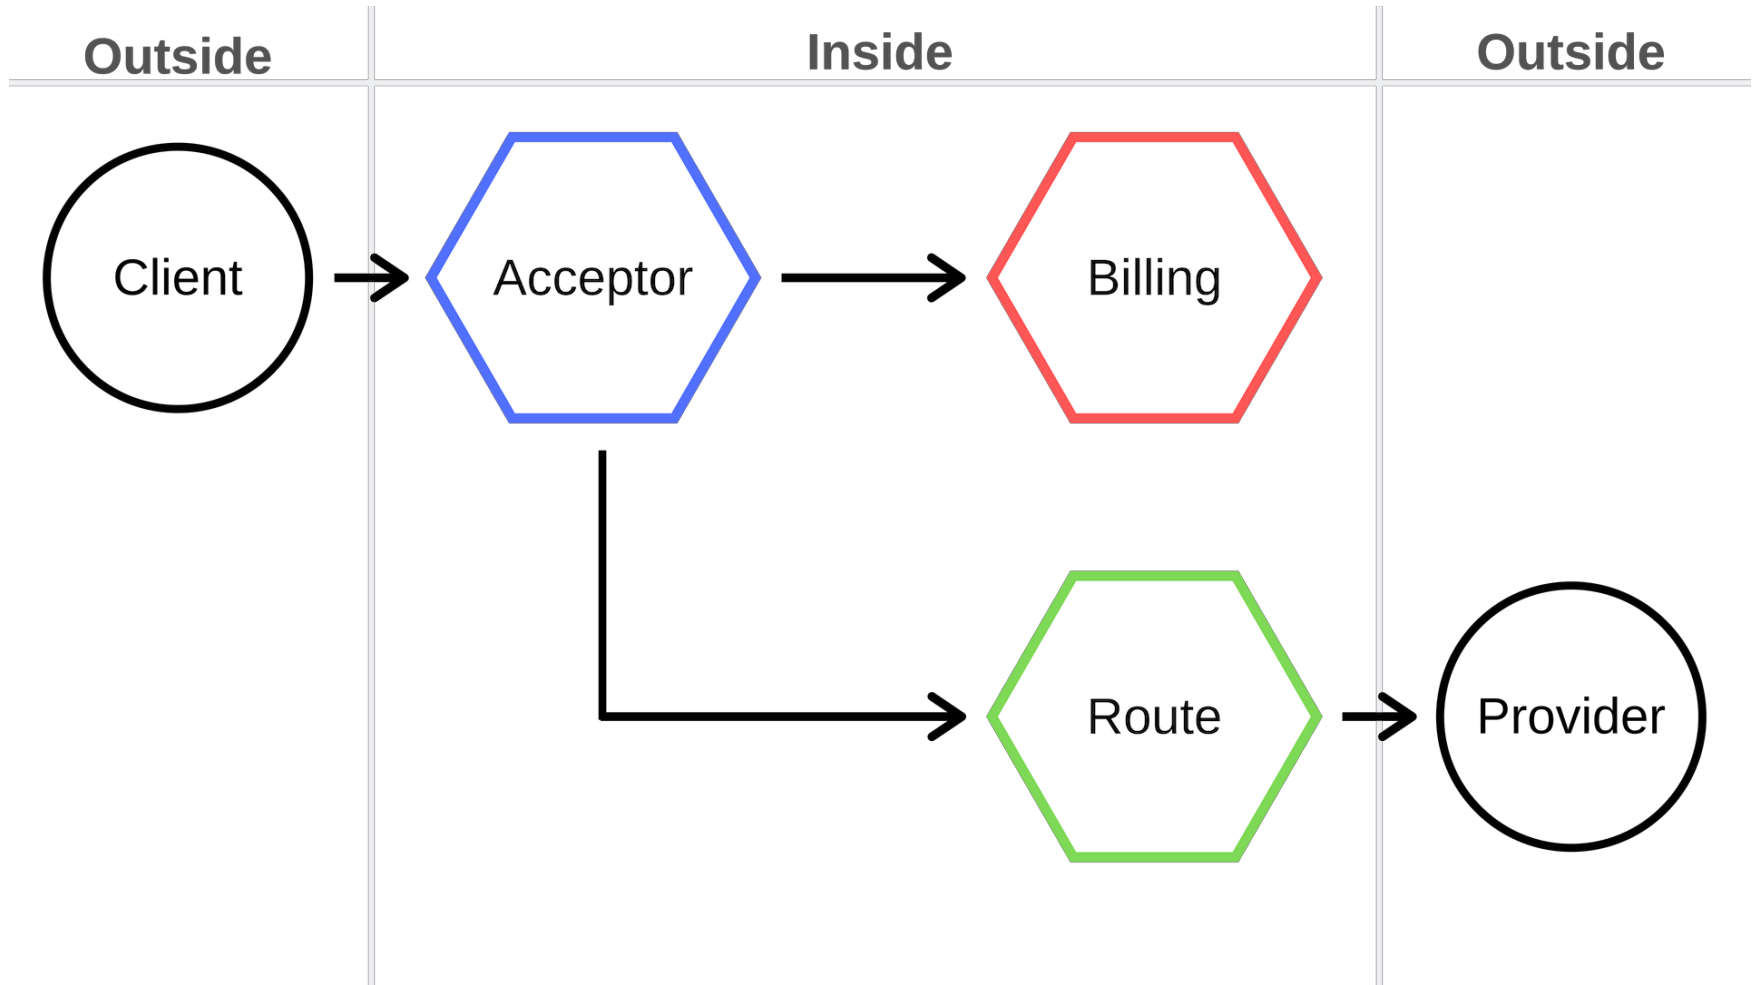 Outside
Inside
Outside
Client
Acceptor
Billing
Route
Provider